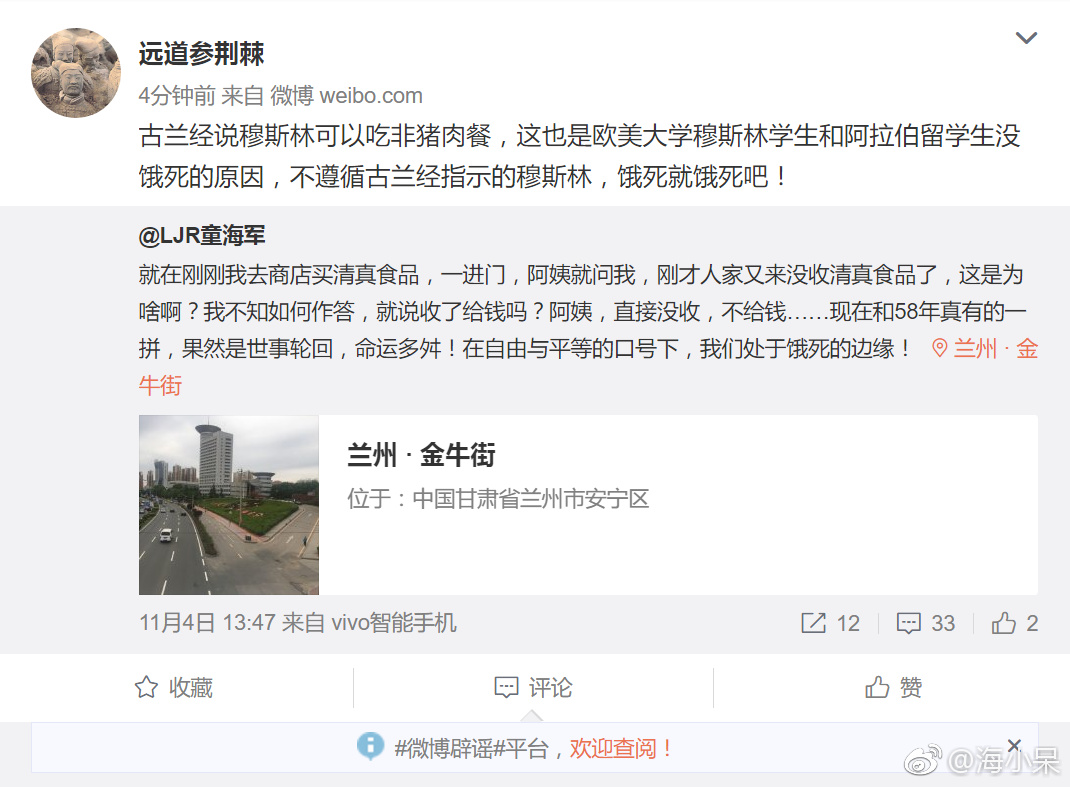 远道参荆棘
4分钟前 来自 微博 weibo.com
古兰经说穆斯林可以吃非猪肉餐，这也是欧美大学穆斯林学生和阿拉伯留学生没
饿死的原因，不遵循古兰经指示的穆斯林，饿死就饿死吧！
@LJR童海军
就在刚刚我去商店买清真食品，一进门，阿姨就问我，刚才人家又来没收清真食品了，这是为
啥啊？我不知如何作答，就说收了给钱吗？阿姨，直接没收，不给钱……现在和58年真有的一
拼，果然是世事轮回，命运多舛！在自由与平等的口号下，我们处于饿死的边缘！ 兰州 · 金
牛街
兰州 · 金牛街
位于：中国甘肃省兰州市安宁区
11月4日 13:47 来自 vivo智能手机
12 33 2
收藏 评论 赞
#微博辟谣#平台，欢迎查阅！
@海小呆